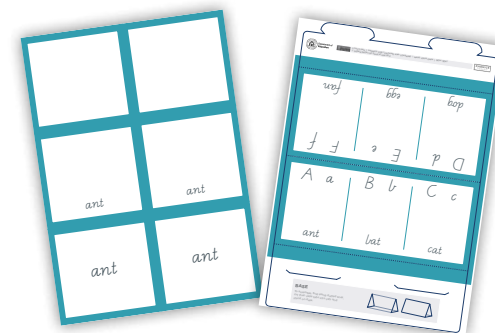 ant
ant
ant
ant
fan
egg
dog
f F
e E
d D
A a
B b
C c
ant
bat
cat
BASE